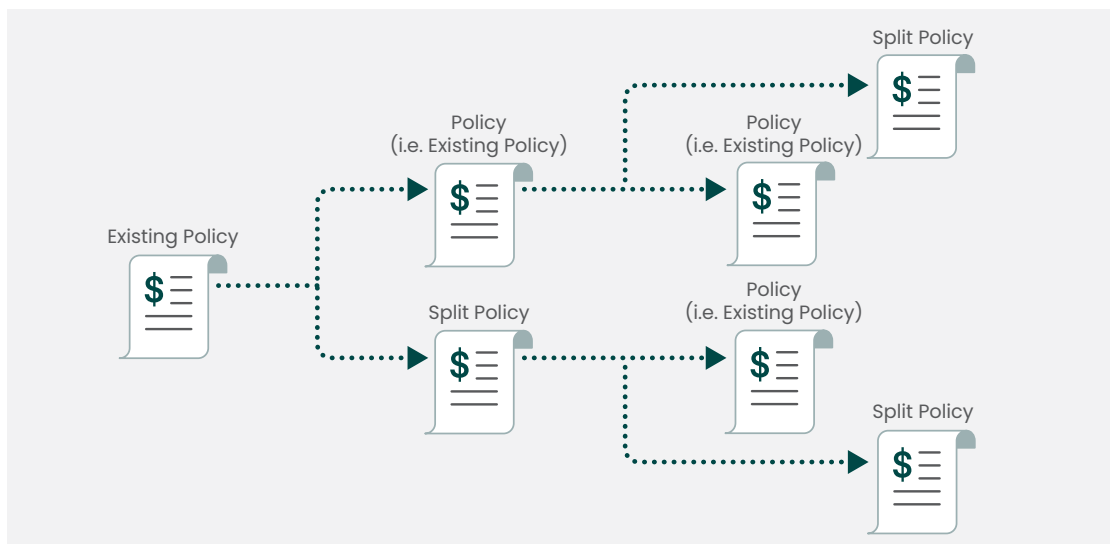 Split Policy
Policy
(i.e. Existing Policy)
Policy
(i.e. Existing Policy)
$
$
$
Existing Policy
$
Policy
(i.e. Existing Policy)
Split Policy
$
$
Split Policy
$